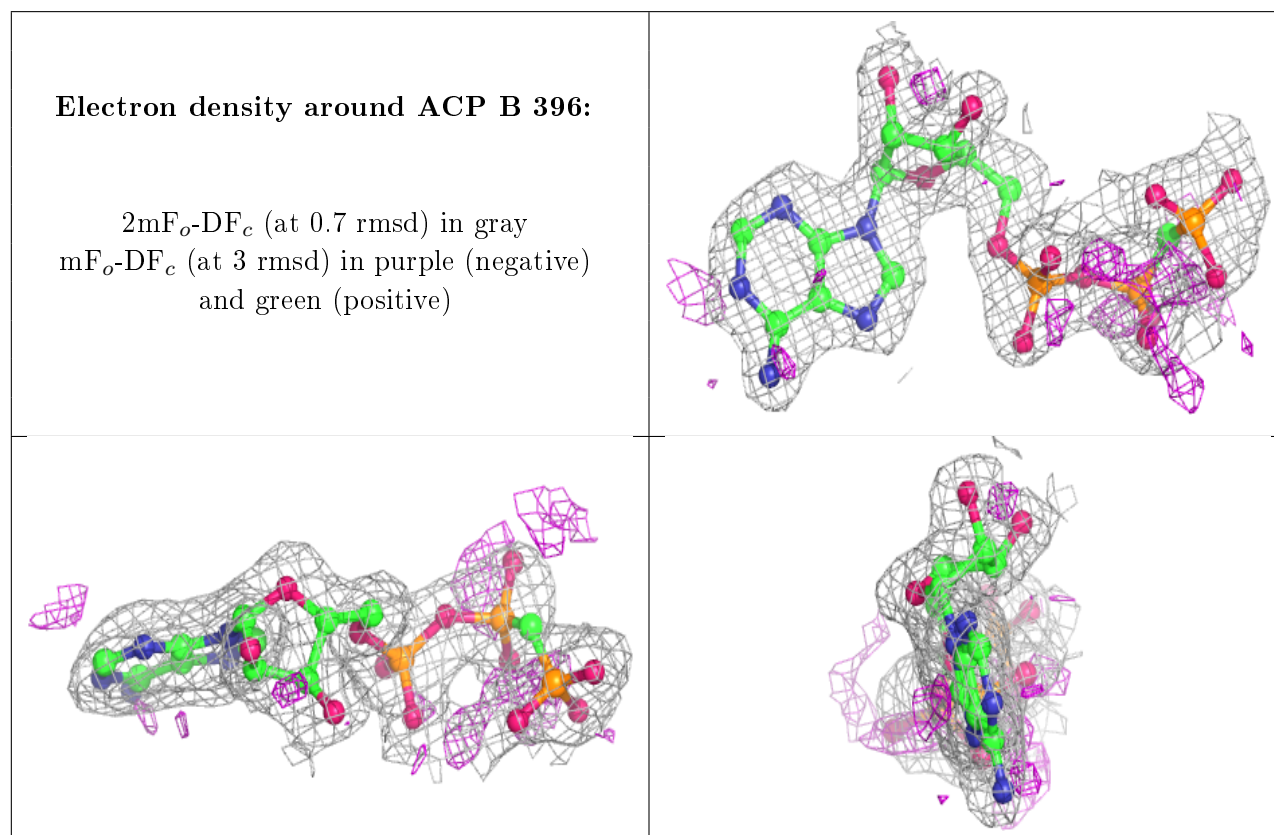 Electron density around ACP B 396:
2mFₒ-DF𝒸 (at 0.7 rmsd) in gray
mFₒ-DF𝒸 (at 3 rmsd) in purple (negative)
and green (positive)